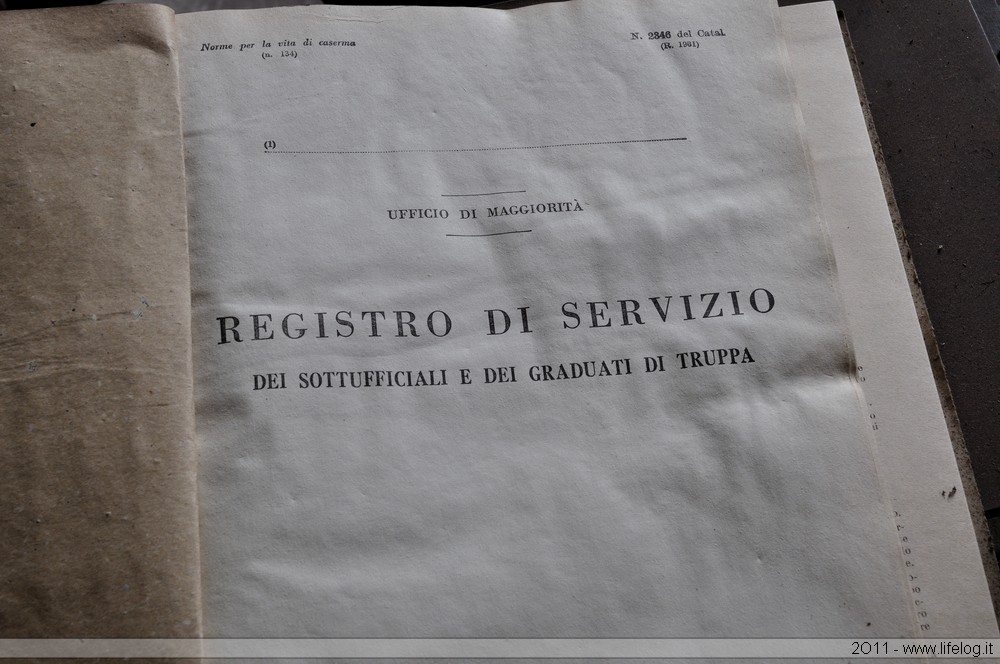 Norme per la vita di caserma
(n. 134)
N. 2346 del Catal.
(R. 1961)
(1)
UFFICIO DI MAGGIORITÀ
REGISTRO DI SERVIZIO
DEI SOTTUFFICIALI E DEI GRADUATI DI TRUPPA
2011 - www.lifelog.it